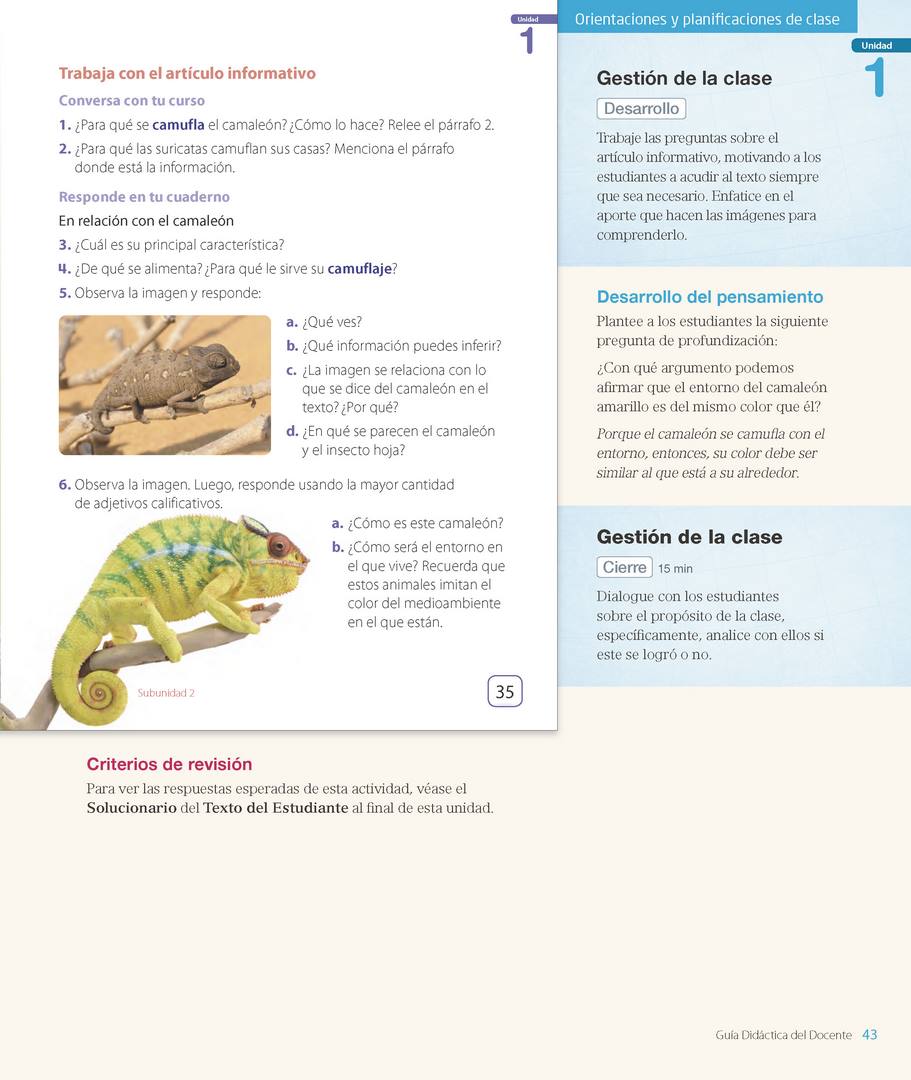 Unidad
1
Trabaja con el artículo informativo
Conversa con tu curso
1. ¿Para qué se camufla el camaleón? ¿Cómo lo hace? Relee el párrafo 2.
2. ¿Para qué las suricatas camuflan sus casas? Menciona el párrafo
donde está la información.
Responde en tu cuaderno
En relación con el camaleón
3. ¿Cuál es su principal característica?
4. ¿De qué se alimenta? ¿Para qué le sirve su camuflaje?
5. Observa la imagen y responde:
a. ¿Qué ves?
b. ¿Qué información puedes inferir?
c. ¿La imagen se relaciona con lo
que se dice del camaleón en el
texto? ¿Por qué?
d. ¿En qué se parecen el camaleón
y el insecto hoja?
6. Observa la imagen. Luego, responde usando la mayor cantidad
de adjetivos calificativos.
a. ¿Cómo es este camaleón?
b. ¿Cómo será el entorno en
el que vive? Recuerda que
estos animales imitan el
color del medioambiente
en el que están.
Subunidad 2
35
Orientaciones y planificaciones de clase
Unidad
1
Gestión de la clase
Desarrollo
Trabaje las preguntas sobre el
artículo informativo, motivando a los
estudiantes a acudir al texto siempre
que sea necesario. Enfatice en el
aporte que hacen las imágenes para
comprenderlo.
Desarrollo del pensamiento
Plantee a los estudiantes la siguiente
pregunta de profundización:
¿Con qué argumento podemos
afirmar que el entorno del camaleón
amarillo es del mismo color que él?
Porque el camaleón se camufla con el
entorno, entonces, su color debe ser
similar al que está a su alrededor.
Gestión de la clase
Cierre 15 min
Dialogue con los estudiantes
sobre el propósito de la clase,
específicamente, analice con ellos si
este se logró o no.
Criterios de revisión
Para ver las respuestas esperadas de esta actividad, véase el
Solucionario del Texto del Estudiante al final de esta unidad.
Guía Didáctica del Docente 43